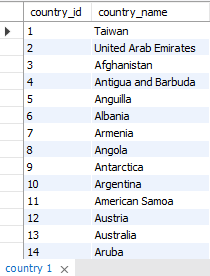 country_id country_name
1 Taiwan
2 United Arab Emirates
3 Afghanistan
4 Antigua and Barbuda
5 Anguilla
6 Albania
7 Armenia
8 Angola
9 Antarctica
10 Argentina
11 American Samoa
12 Austria
13 Australia
14 Aruba
country 1 ×